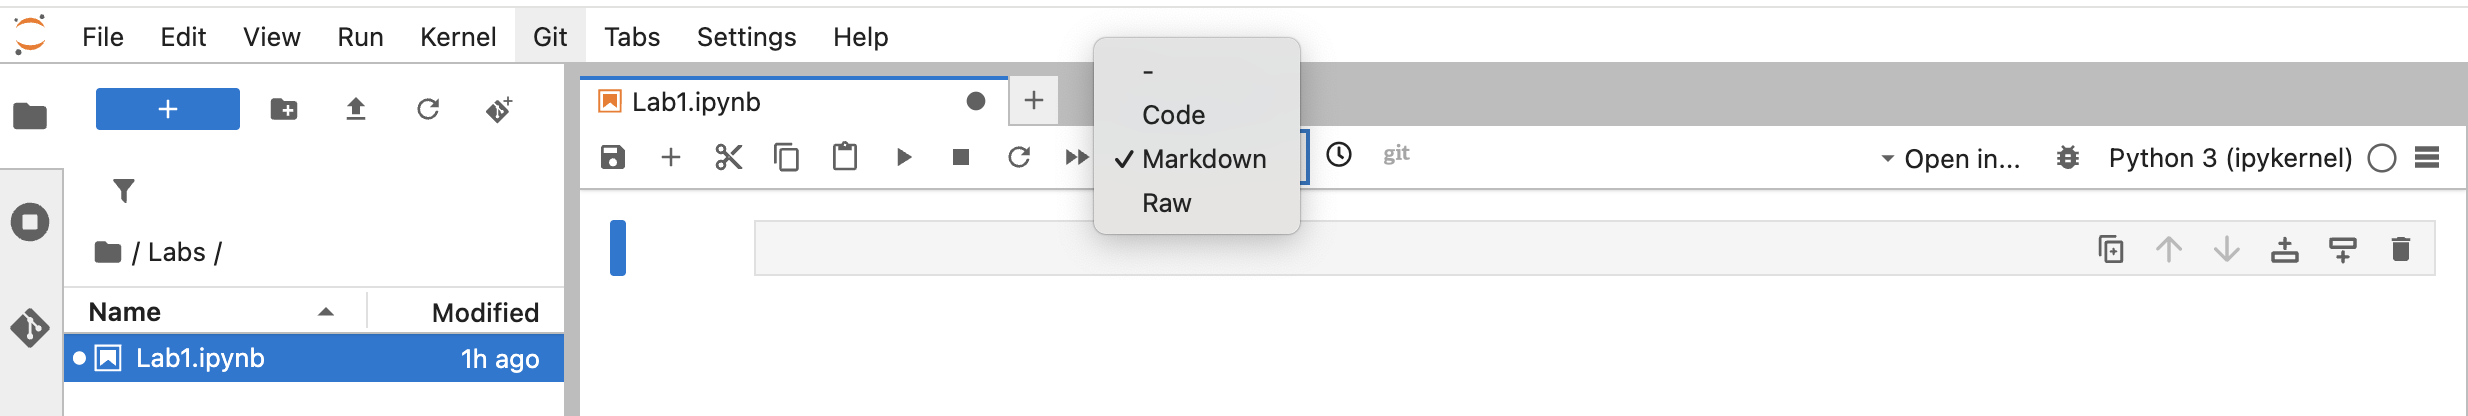 File Edit View Run Kernel Git Tabs Settings Help
-
Code
Markdown
Raw
Lab1.ipynb
git
Open in...
Python 3 (ipykernel)
/ Labs /
Name Modified
Lab1.ipynb 1h ago